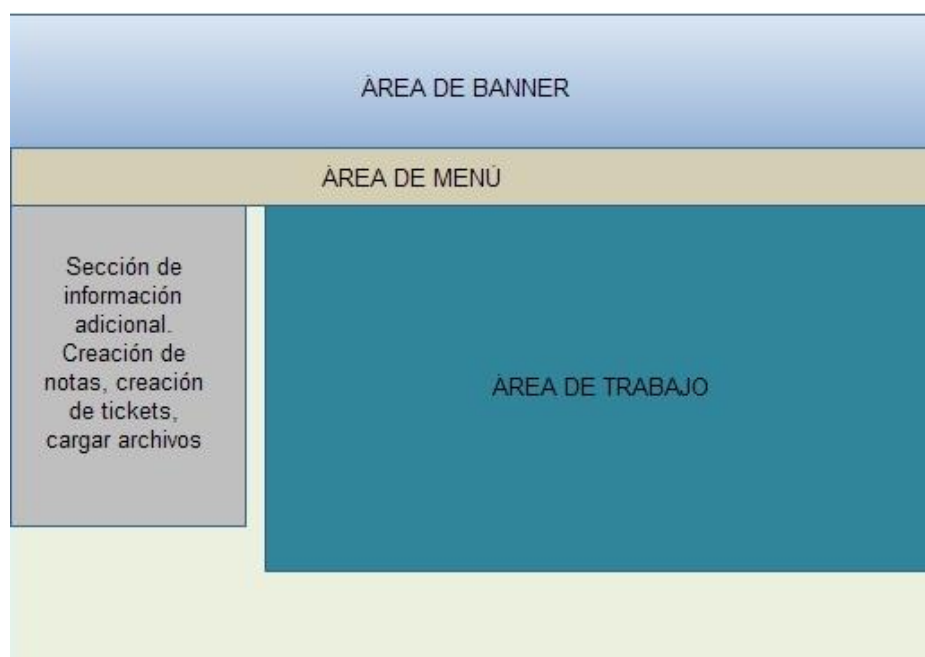 ÀREA DE BANNER
ÀREA DE MENÙ
Sección de
información
adicional.
Creación de
notas, creación
de tickets,
cargar archivos
ÀREA DE TRABAJO